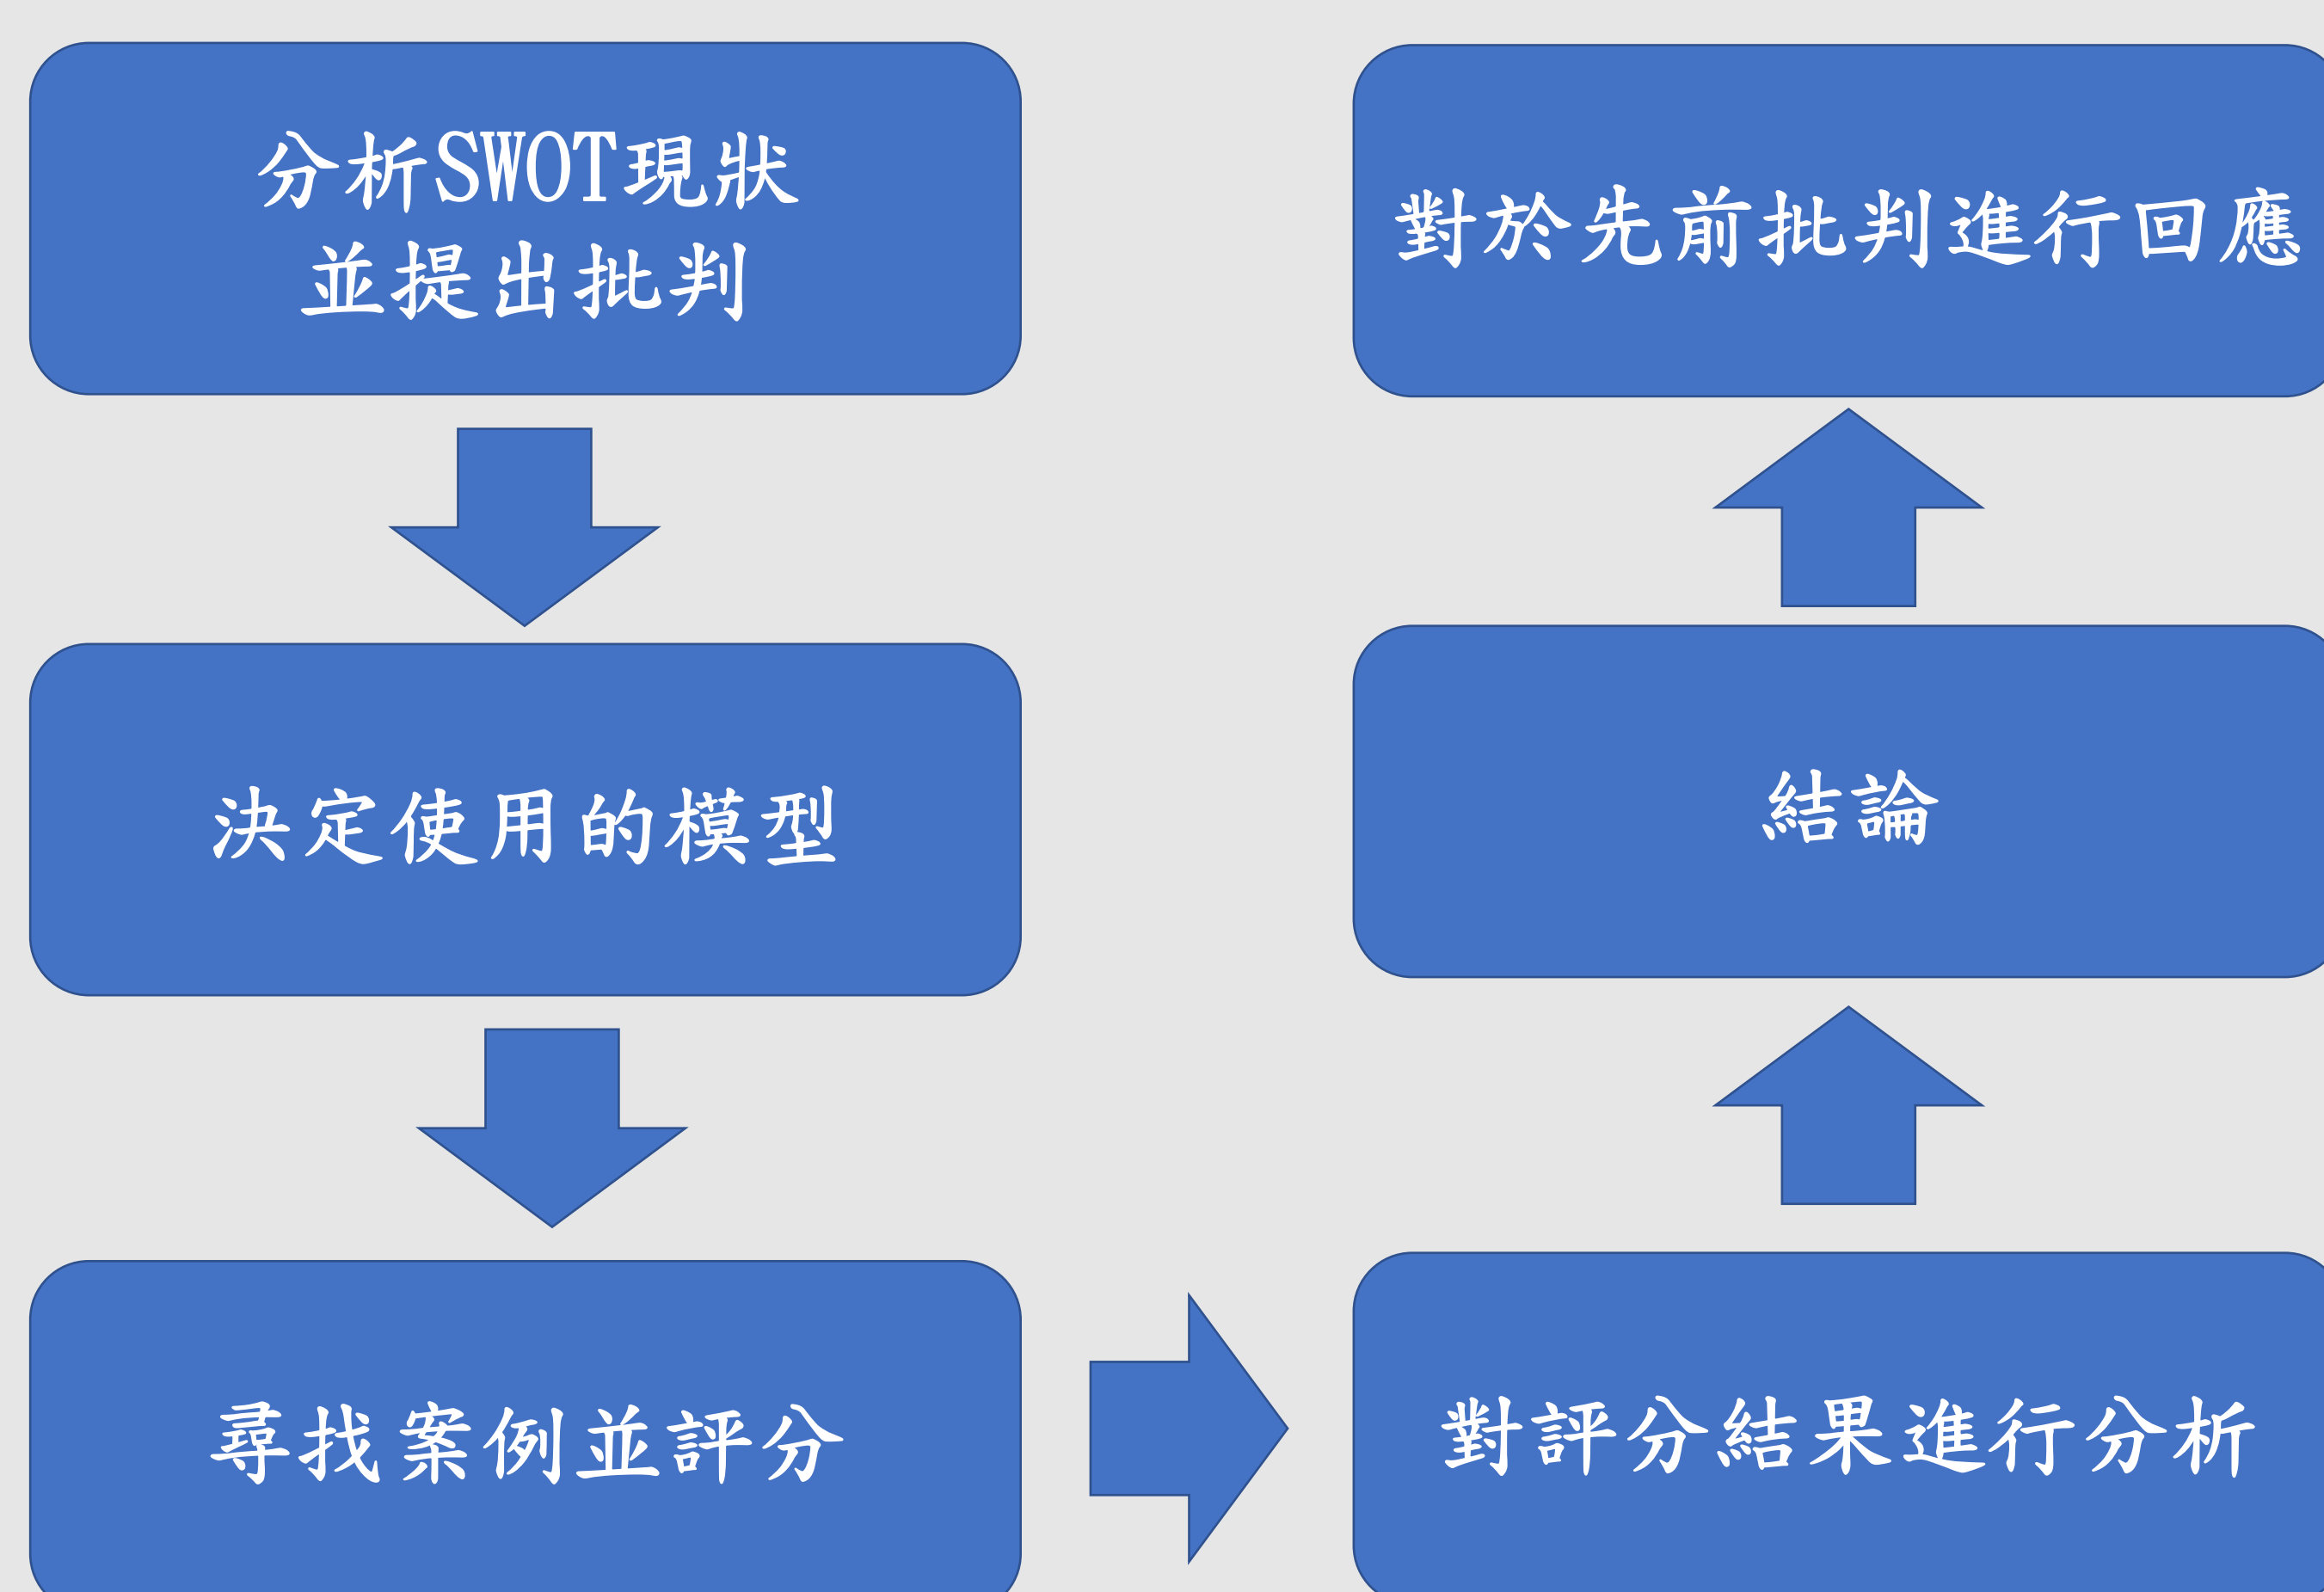 分析SWOT現狀
並提出批判
決定使用的模型
尋找案例並評分
對評分結果進行分析
結論
對於先前批判進行回應